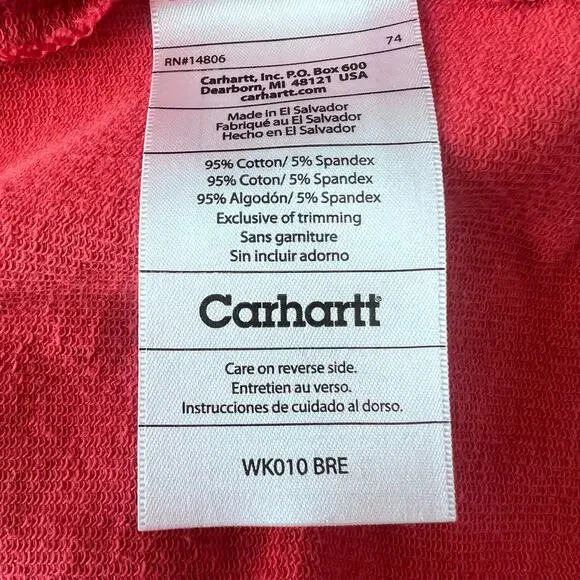 RN#14806 74
Carhartt, Inc. P.O. Box 600
Dearborn, MI 48121 USA
carhartt.com
Made in El Salvador
Fabriqué au El Salvador
Hecho en El Salvador
95% Cotton/ 5% Spandex
95% Coton/ 5% Spandex
95% Algodón/ 5% Spandex
Exclusive of trimming
Sans garniture
Sin incluir adorno
Carhartt®
Care on reverse side.
Entretien au verso.
Instrucciones de cuidado al dorso.
WK010 BRE